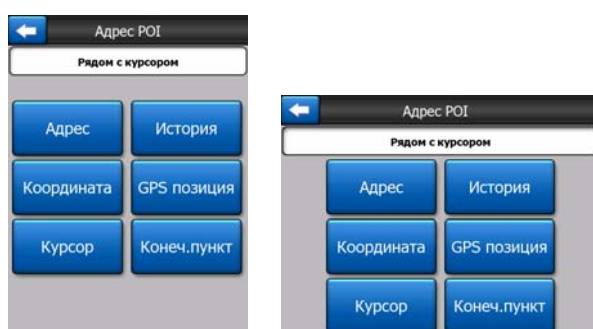 Адрес POI
Рядом с курсором
Адрес
История
Координата
GPS позиция
Курсор
Конеч.пункт
Адрес POI
Рядом с курсором
Адрес
История
Координата
GPS позиция
Курсор
Конеч.пункт